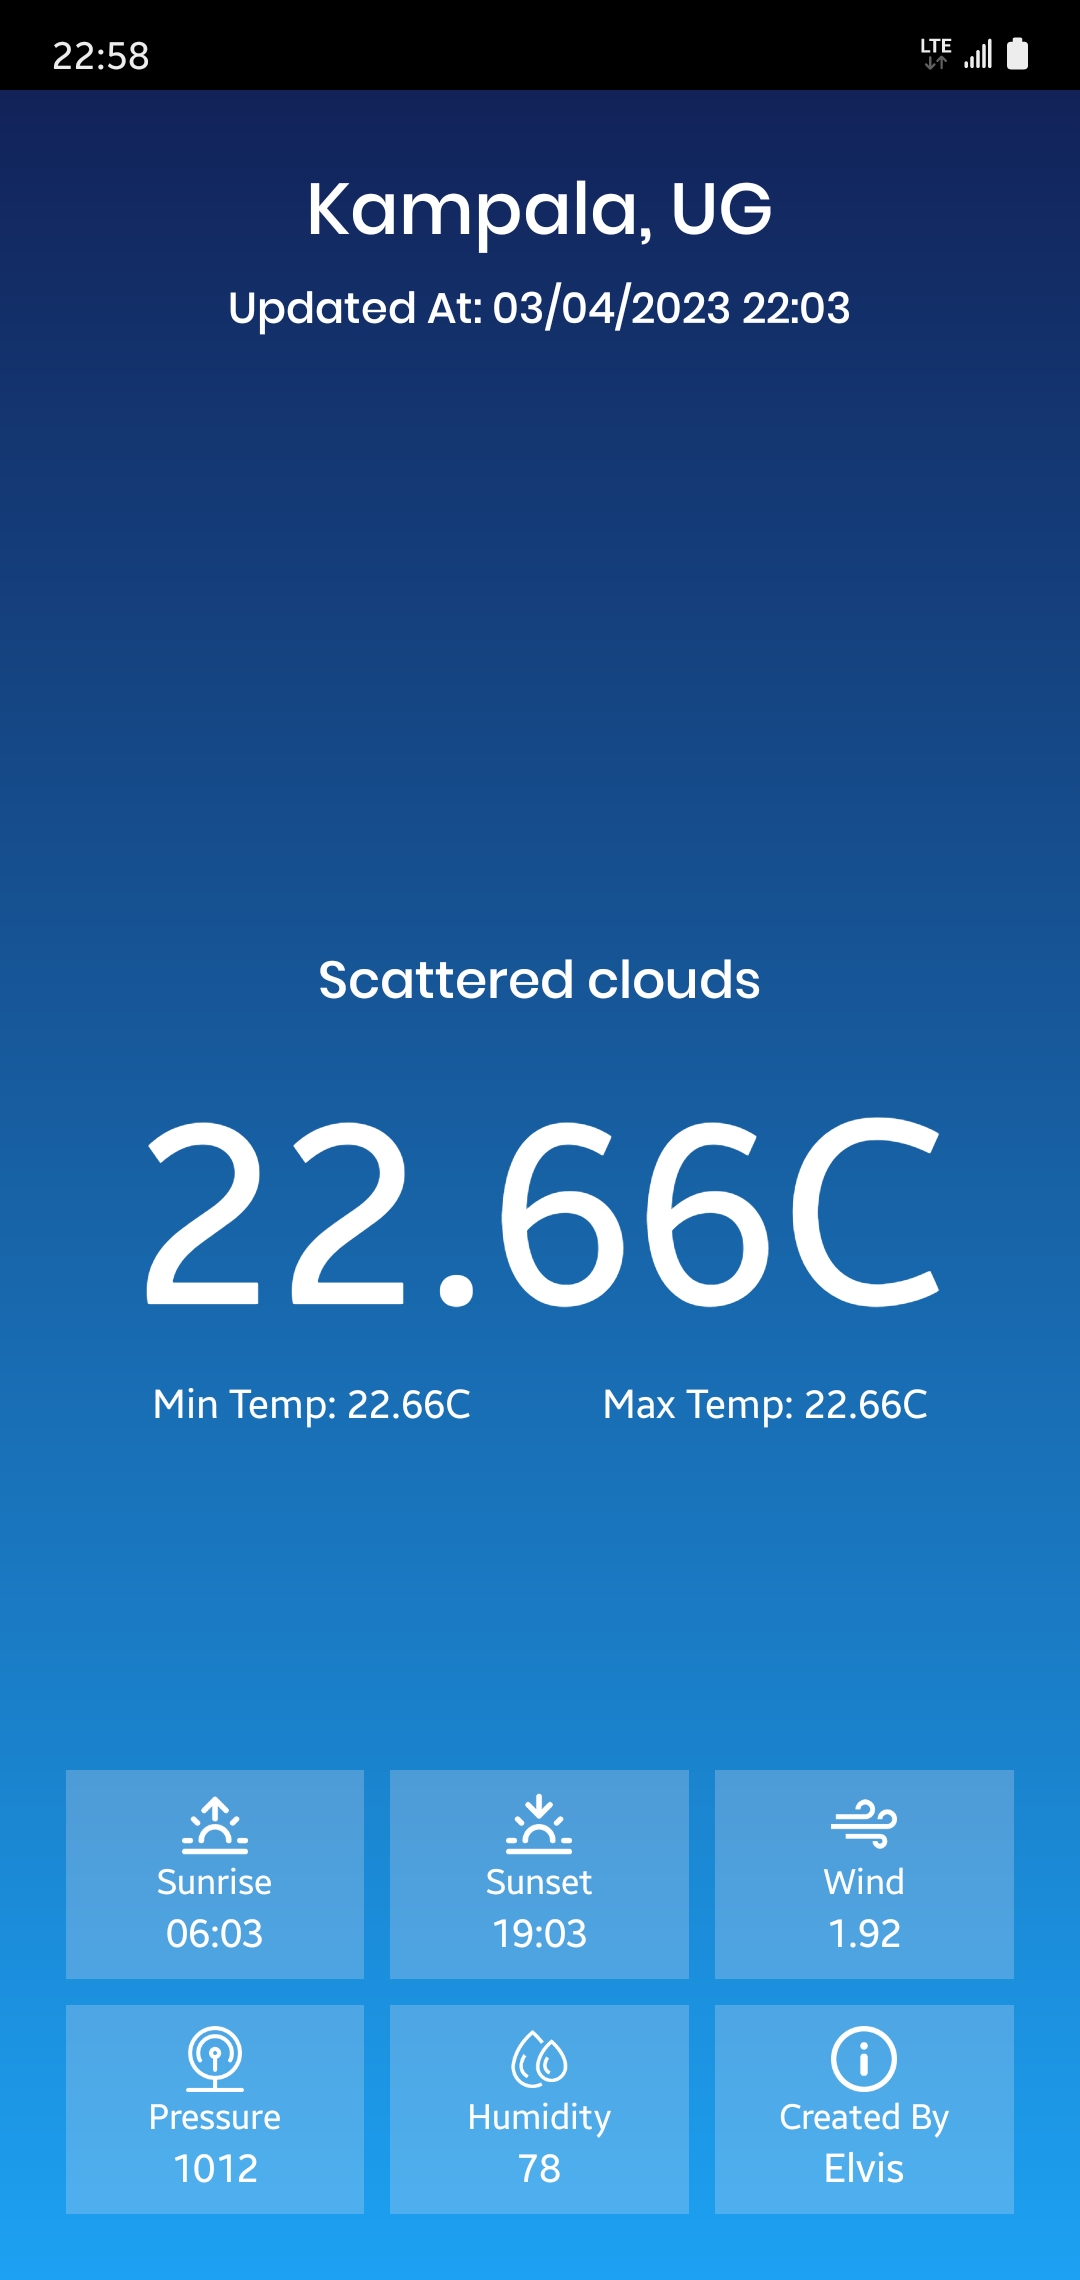 22:58
LTE
Kampala, UG
Updated At: 03/04/2023 22:03
Scattered clouds
22.66C
Min Temp: 22.66C
Max Temp: 22.66C
Sunrise
06:03
Sunset
19:03
Wind
1.92
Pressure
1012
Humidity
78
Created By
Elvis